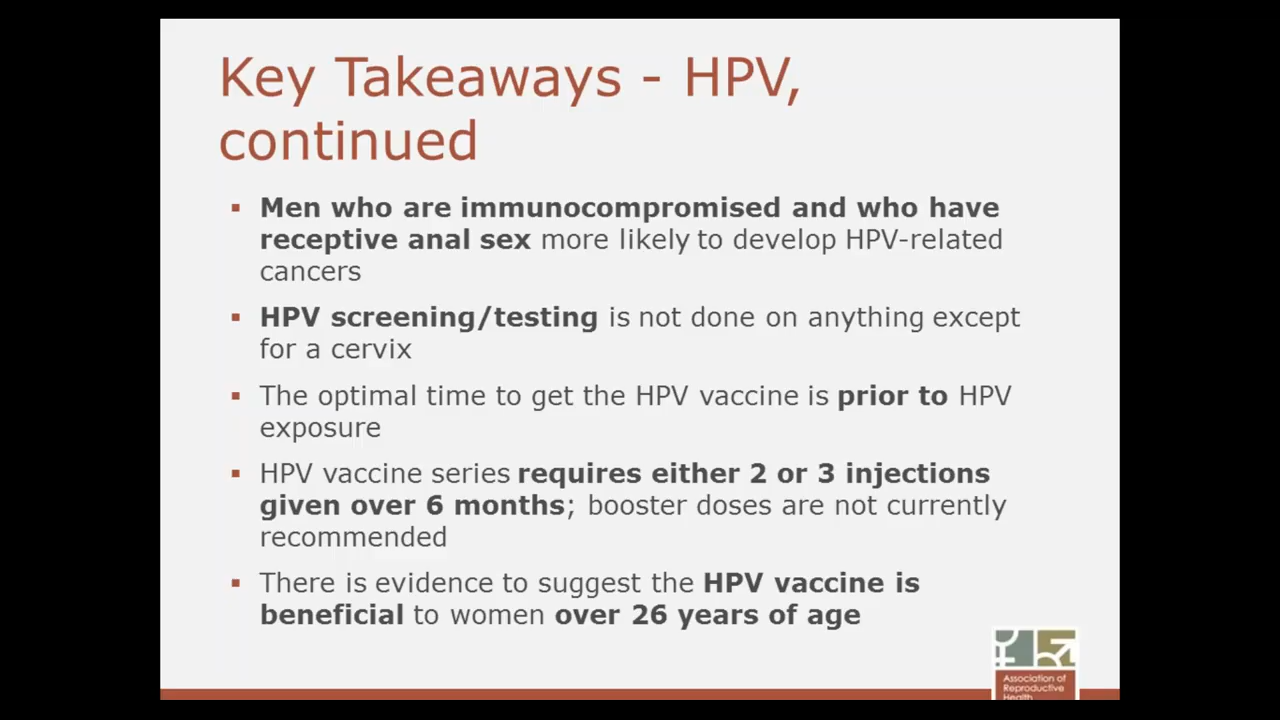 Key Takeaways - HPV,
continued
▪ Men who are immunocompromised and who have
receptive anal sex more likely to develop HPV-related
cancers
▪ HPV screening/testing is not done on anything except
for a cervix
▪ The optimal time to get the HPV vaccine is prior to HPV
exposure
▪ HPV vaccine series requires either 2 or 3 injections
given over 6 months; booster doses are not currently
recommended
▪ There is evidence to suggest the HPV vaccine is
beneficial to women over 26 years of age
Association of
Reproductive
Health